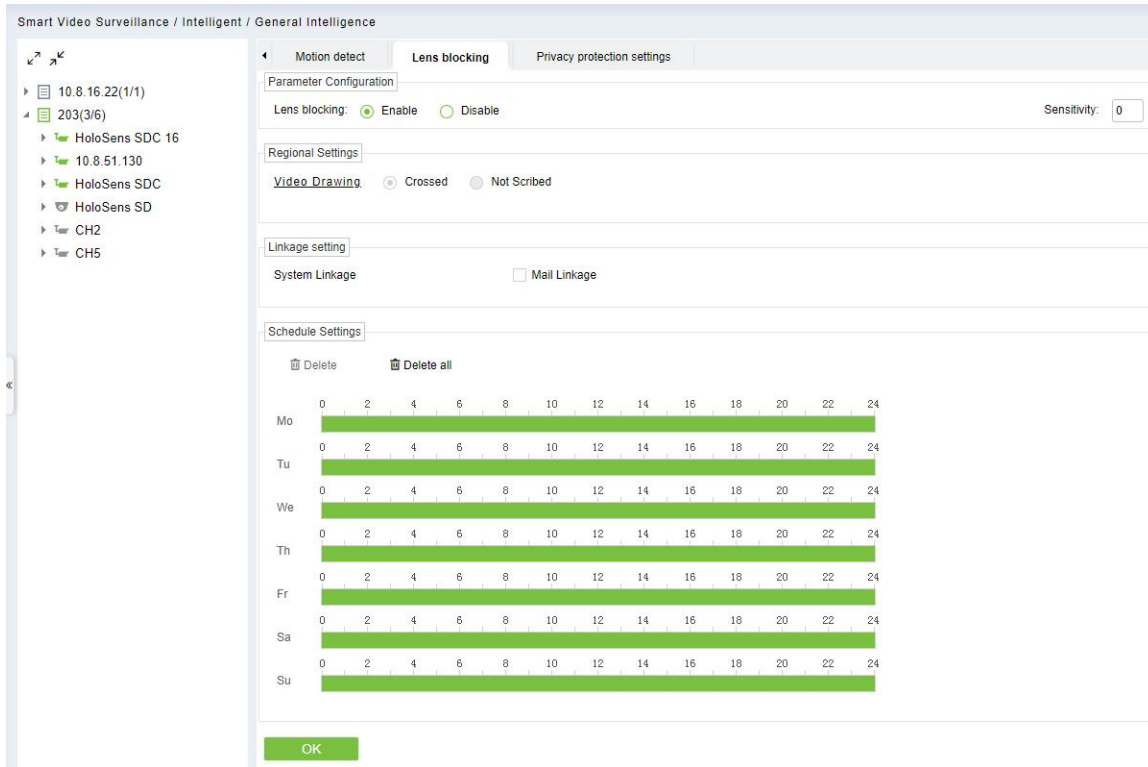 Smart Video Surveillance / Intelligent / General Intelligence
Motion detect Lens blocking Privacy protection settings
10.8.16.22(1/1)
203(3/6)
HoloSens SDC 16
10.8.51.130
HoloSens SDC
HoloSens SD
CH2
CH5
Parameter Configuration
Lens blocking: Enable Disable Sensitivity: 0
Regional Settings
Video Drawing Crossed Not Scribed
Linkage setting
System Linkage Mail Linkage
Schedule Settings
Delete Delete all
0 2 4 6 8 10 12 14 16 18 20 22 24
Mo
0 2 4 6 8 10 12 14 16 18 20 22 24
Tu
0 2 4 6 8 10 12 14 16 18 20 22 24
We
0 2 4 6 8 10 12 14 16 18 20 22 24
Th
0 2 4 6 8 10 12 14 16 18 20 22 24
Fr
0 2 4 6 8 10 12 14 16 18 20 22 24
Sa
0 2 4 6 8 10 12 14 16 18 20 22 24
Su
OK